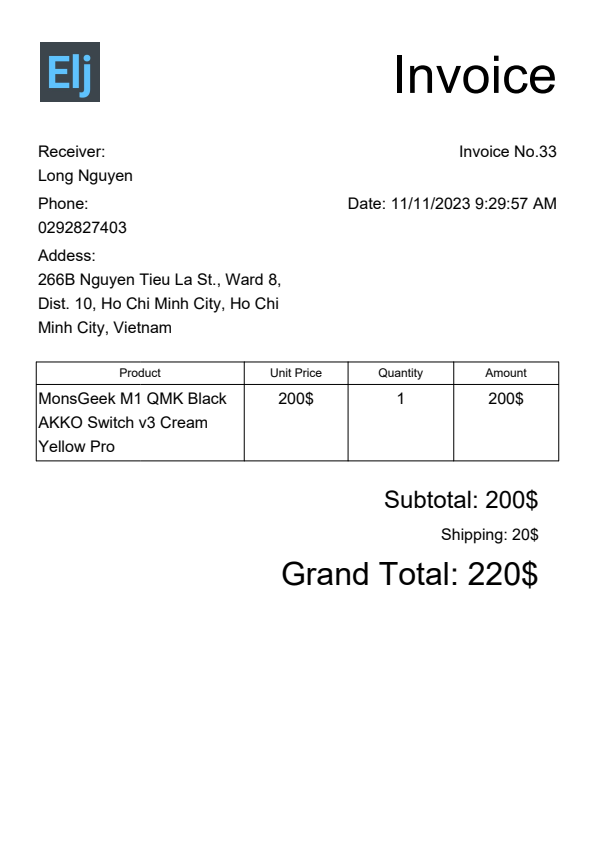 Elj
Invoice
Receiver:
Long Nguyen
Invoice No.33
Phone:
0292827403
Date: 11/11/2023 9:29:57 AM
Addess:
266B Nguyen Tieu La St., Ward 8,
Dist. 10, Ho Chi Minh City, Ho Chi
Minh City, Vietnam
Product Unit Price Quantity Amount
MonsGeek M1 QMK Black 200$ 1 200$
AKKO Switch v3 Cream
Yellow Pro
Subtotal: 200$
Shipping: 20$
Grand Total: 220$